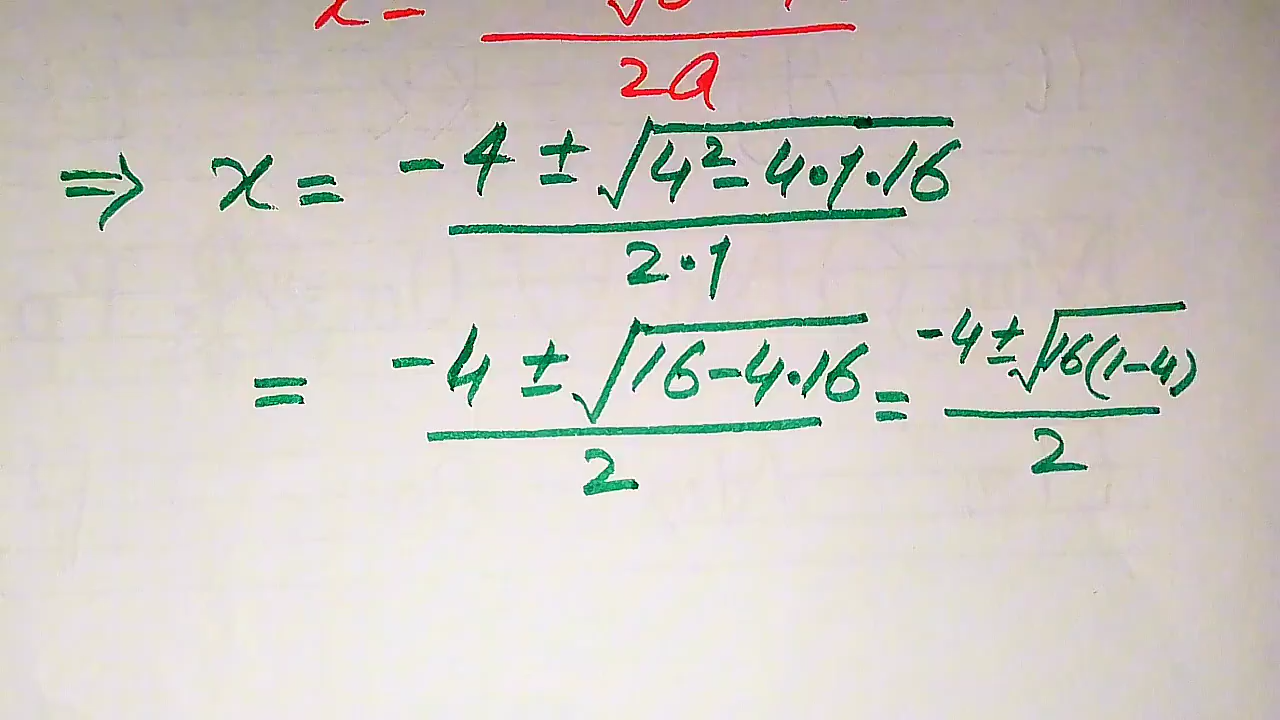 x =
2a
⇒ x = -4 ± √4² - 4·1·16
2·1
= -4 ± √16 - 4·16 = -4 ± √16(1-4)
2 2